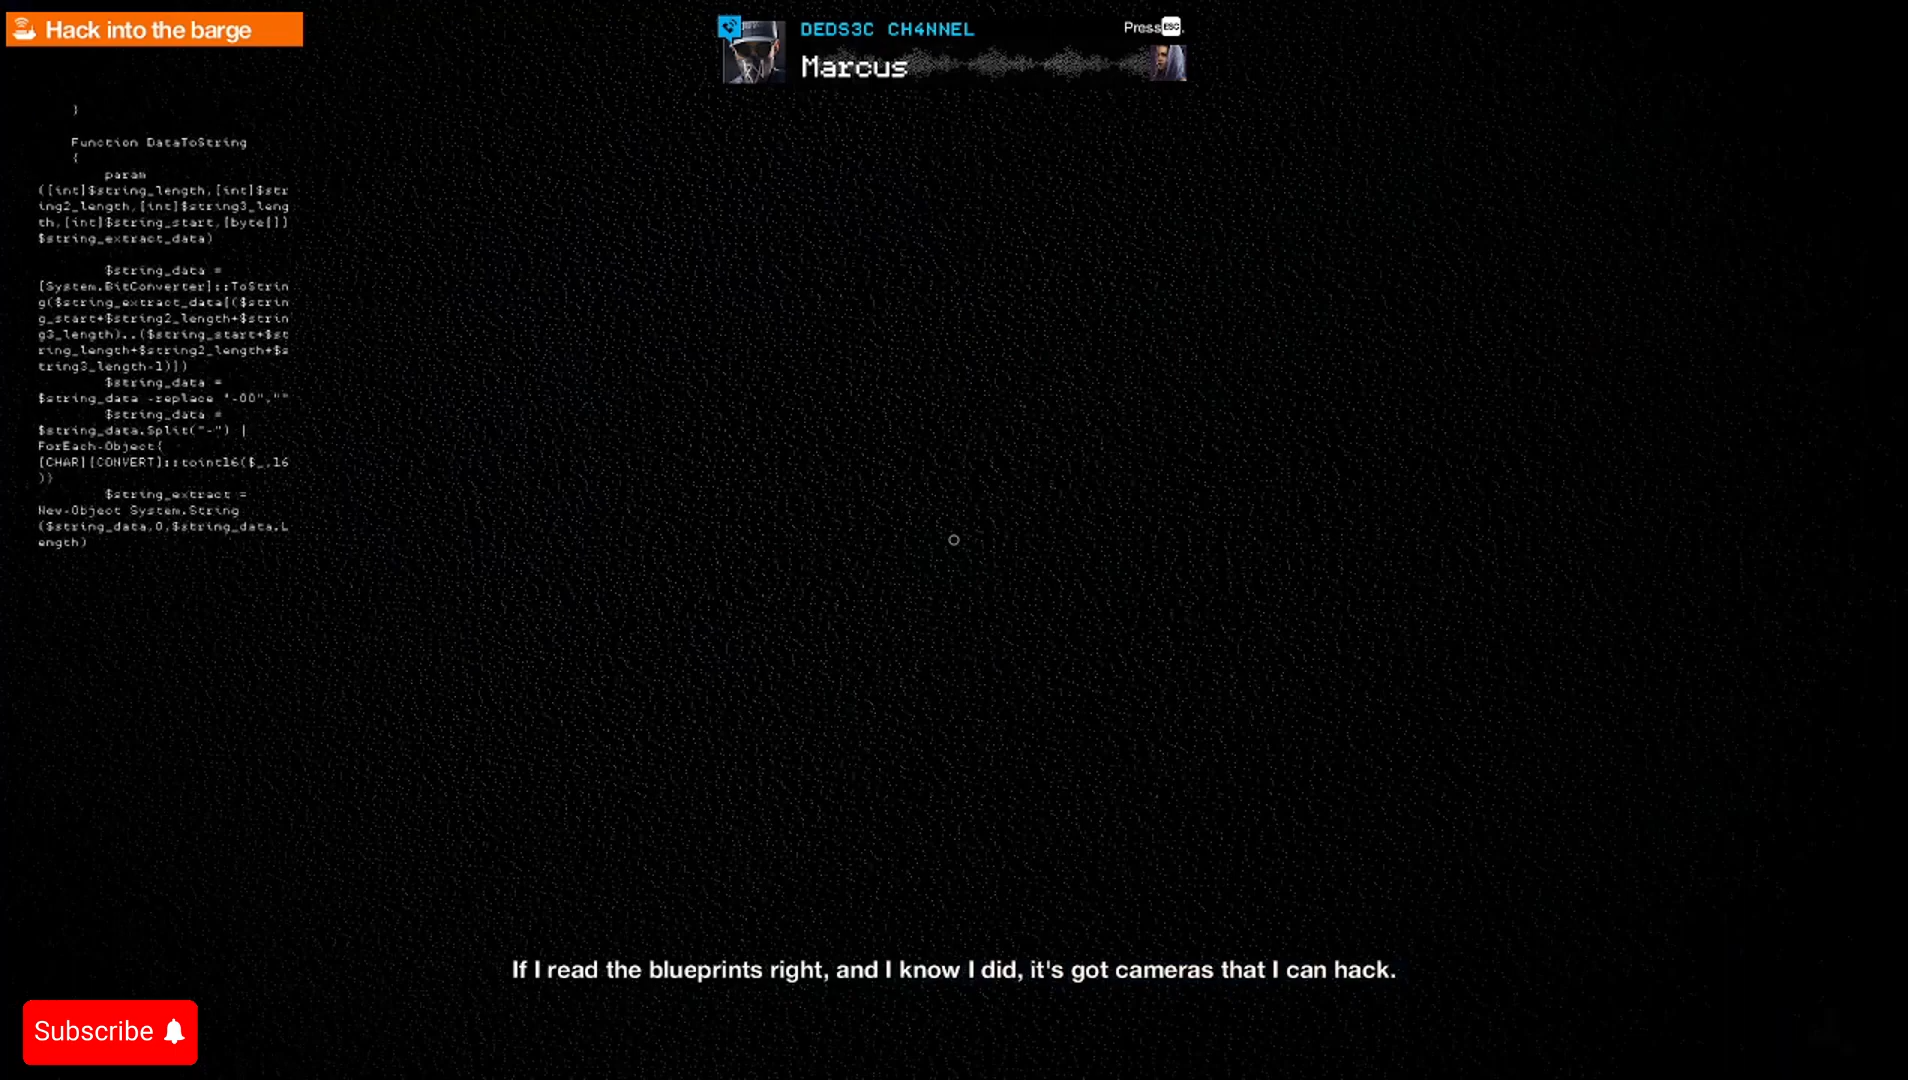 Hack into the barge
DEDS3C CH4NNEL
Press ESC
Marcus
}
Function DataToString
{
param
([int]$string_length,[int]$str
ing2_length,[int]$string3_leng
th,[int]$string_start,[byte[]]
$string_extract_data)
$string_data =
[System.BitConverter]::ToStrin
g($string_extract_data[($strin
g_start+$string2_length+$strin
g3_length)..($string_start+$st
ring_length+$string2_length+$s
tring3_length-1)])
$string_data =
$string_data -replace "-00",""
$string_data =
$string_data.Split("-") |
ForEach-Object{
[CHAR][CONVERT]::toint16($_,16
)}
$string_extract =
New-Object System.String
($string_data,0,$string_data.L
ength)
If I read the blueprints right, and I know I did, it's got cameras that I can hack.
Subscribe